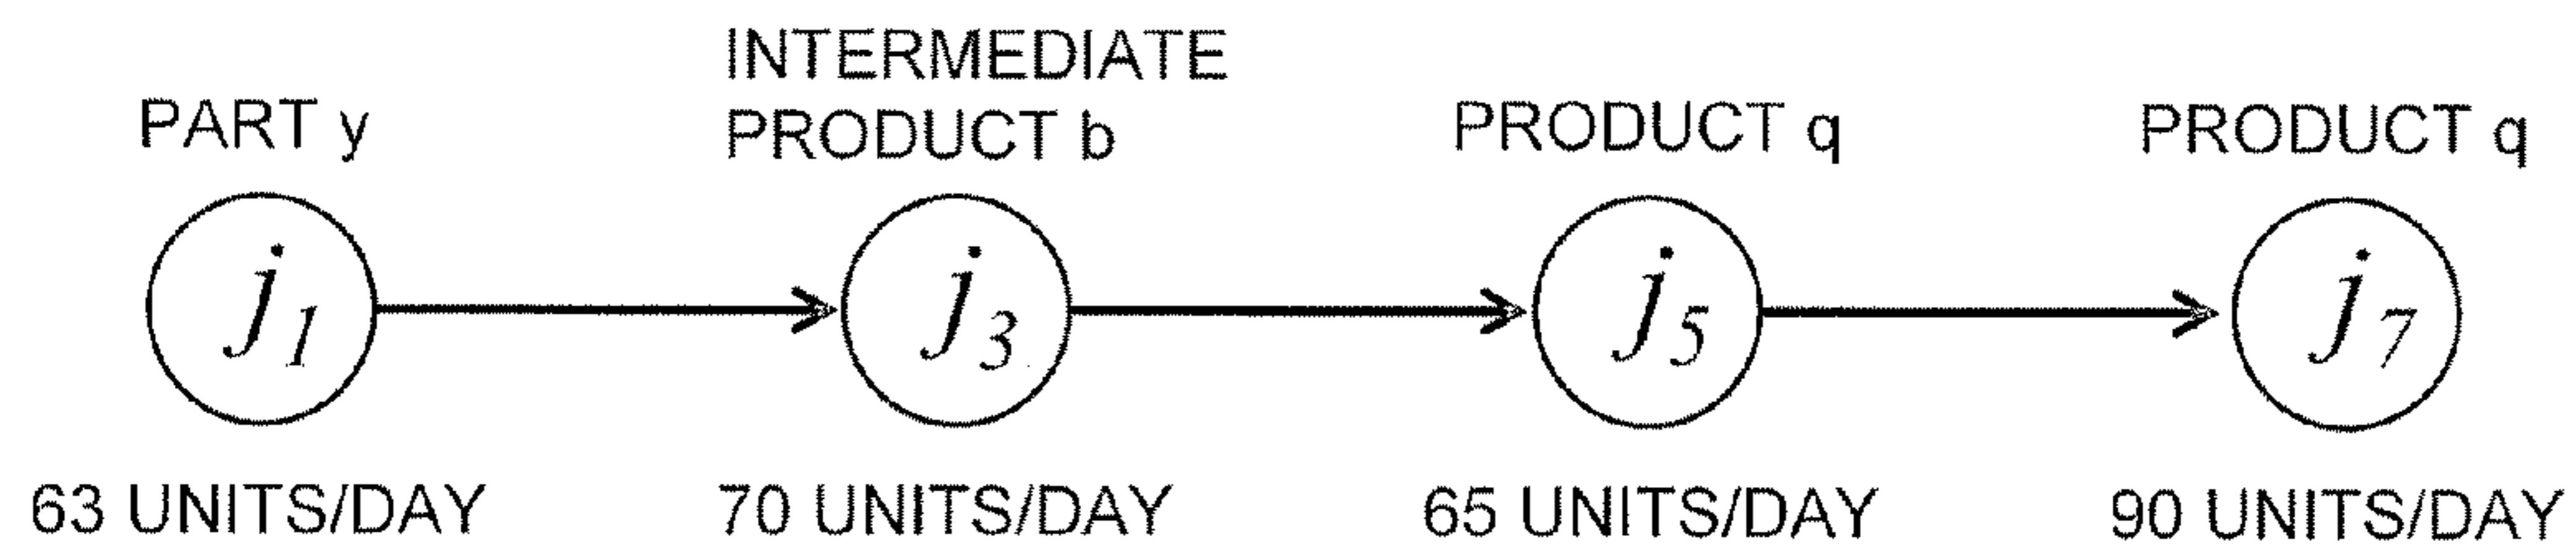 PART y
INTERMEDIATE
PRODUCT b
PRODUCT q
PRODUCT q
j1
j3
j5
j7
63 UNITS/DAY
70 UNITS/DAY
65 UNITS/DAY
90 UNITS/DAY